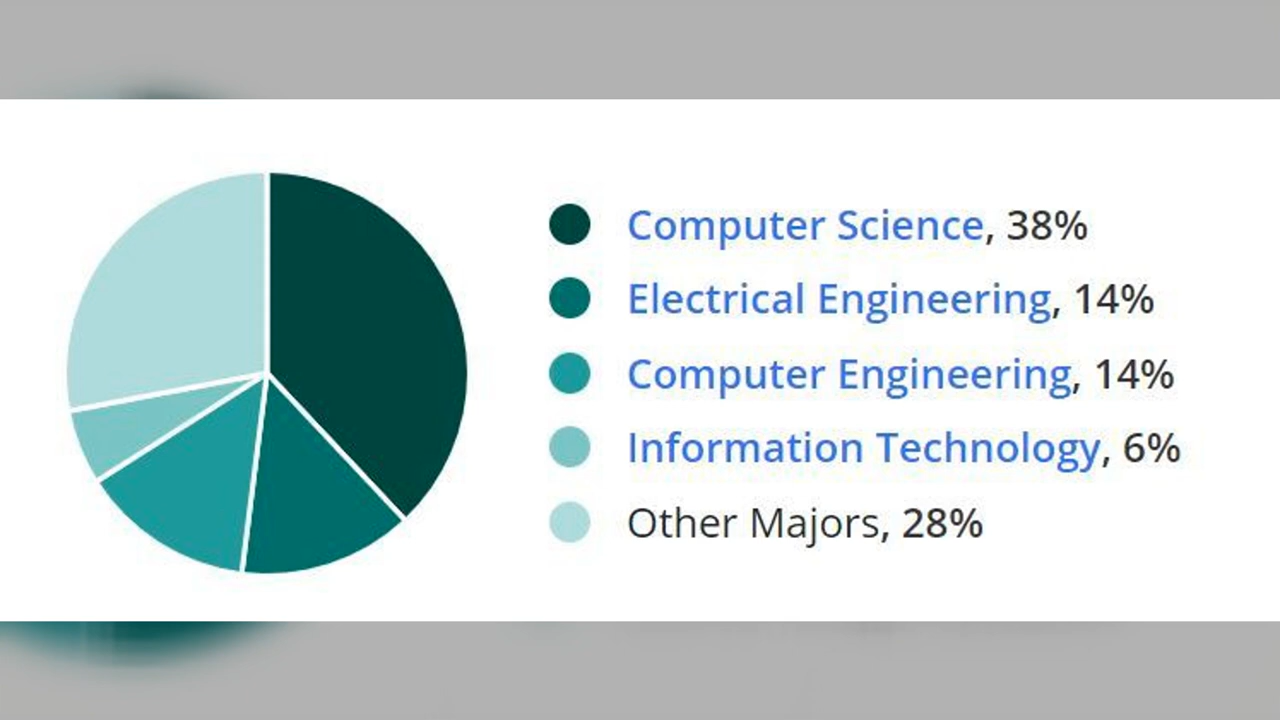 Computer Science, 38%
Electrical Engineering, 14%
Computer Engineering, 14%
Information Technology, 6%
Other Majors, 28%